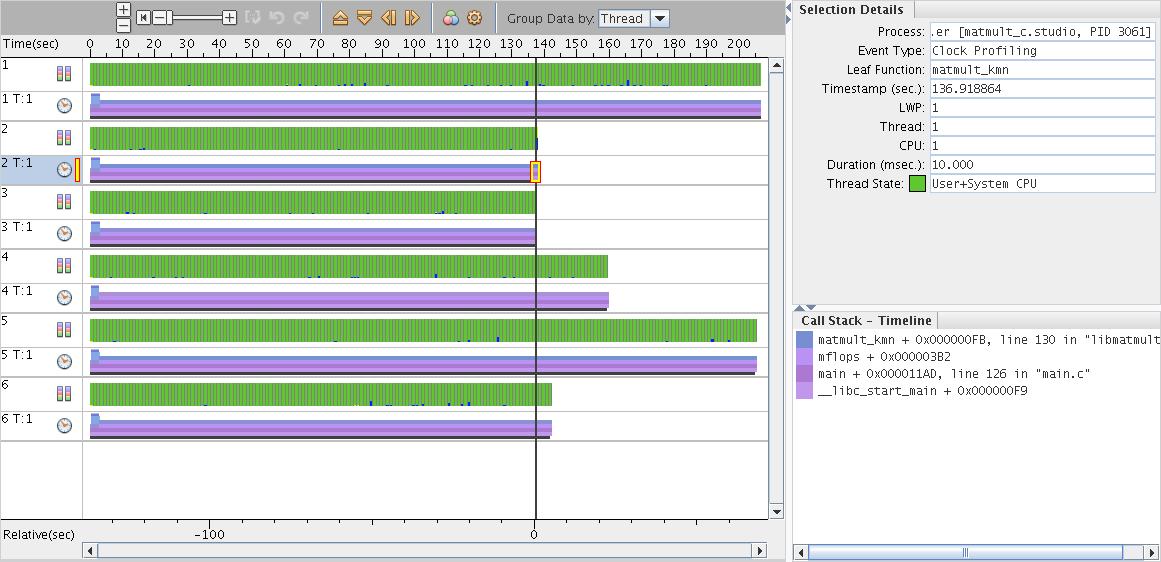 Group Data by: Thread
Time(sec) 0 10 20 30 40 50 60 70 80 90 100 110 120 130 140 150 160 170 180 190 200
1
1 T:1
2
2 T:1
3
3 T:1
4
4 T:1
5
5 T:1
6
6 T:1
Relative(sec) -100 0
Selection Details
Process: .er [matmult_c.studio, PID 3061]
Event Type: Clock Profiling
Leaf Function: matmult_kmn
Timestamp (sec.): 136.918864
LWP: 1
Thread: 1
CPU: 1
Duration (msec.): 10.000
Thread State: User+System CPU
Call Stack - Timeline
matmult_kmn + 0x000000FB, line 130 in "libmatmult
mflops + 0x000003B2
main + 0x000011AD, line 126 in "main.c"
__libc_start_main + 0x000000F9